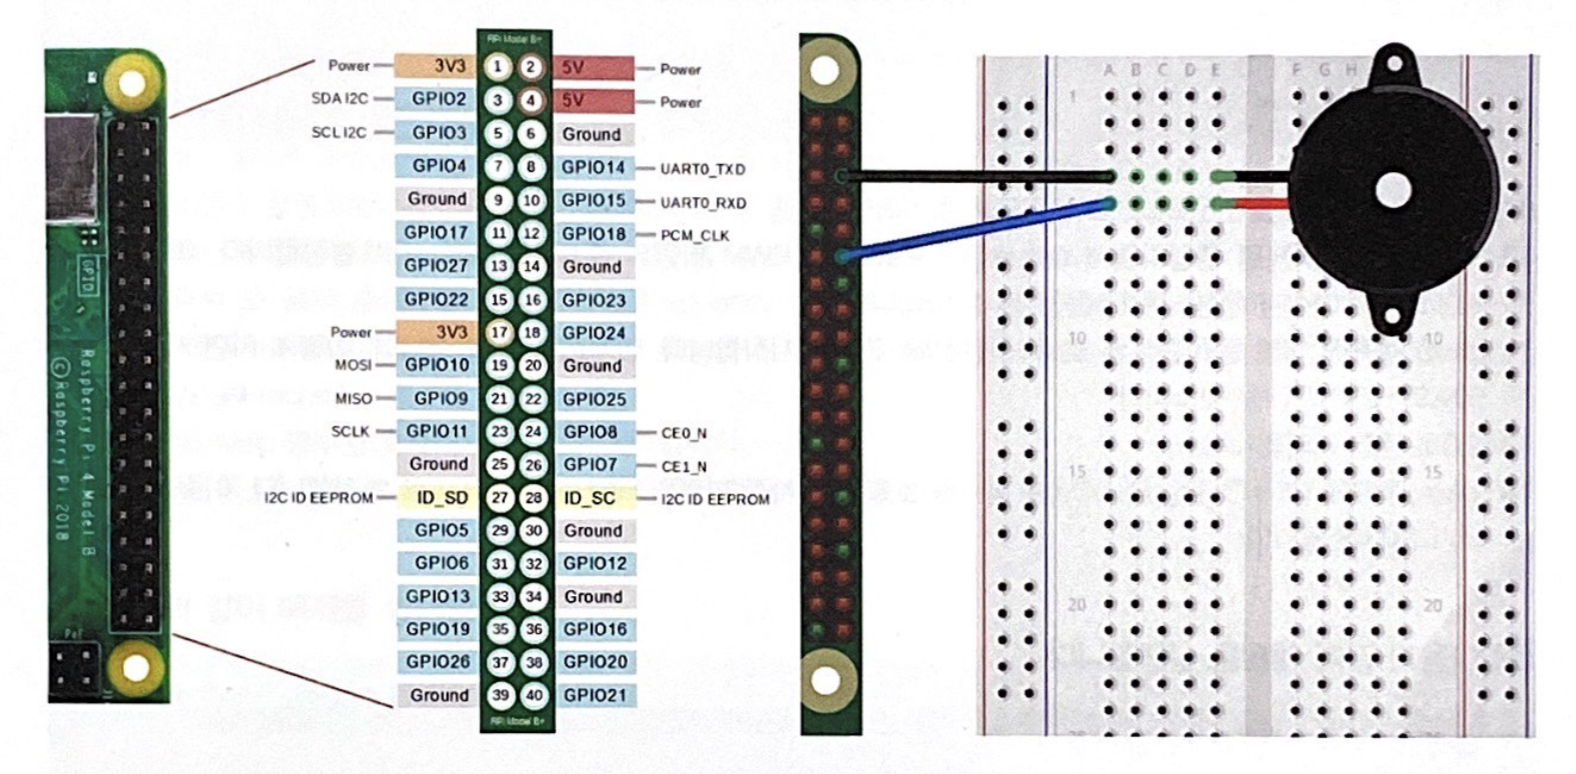 GPIO
Raspberry Pi 4 Model B
© Raspberry Pi 2018
PoE
RPi Model B+
Power 3V3 1 2 5V Power
SDA I2C GPIO2 3 4 5V Power
SCL I2C GPIO3 5 6 Ground
GPIO4 7 8 GPIO14 UART0_TXD
Ground 9 10 GPIO15 UART0_RXD
GPIO17 11 12 GPIO18 PCM_CLK
GPIO27 13 14 Ground
GPIO22 15 16 GPIO23
Power 3V3 17 18 GPIO24
MOSI GPIO10 19 20 Ground
MISO GPIO9 21 22 GPIO25
SCLK GPIO11 23 24 GPIO8 CE0_N
Ground 25 26 GPIO7 CE1_N
I2C ID EEPROM ID_SD 27 28 ID_SC I2C ID EEPROM
GPIO5 29 30 Ground
GPIO6 31 32 GPIO12
GPIO13 33 34 Ground
GPIO19 35 36 GPIO16
GPIO26 37 38 GPIO20
Ground 39 40 GPIO21
RPi Model B+
A B C D E F G H
1
10 10
15 15
20 20